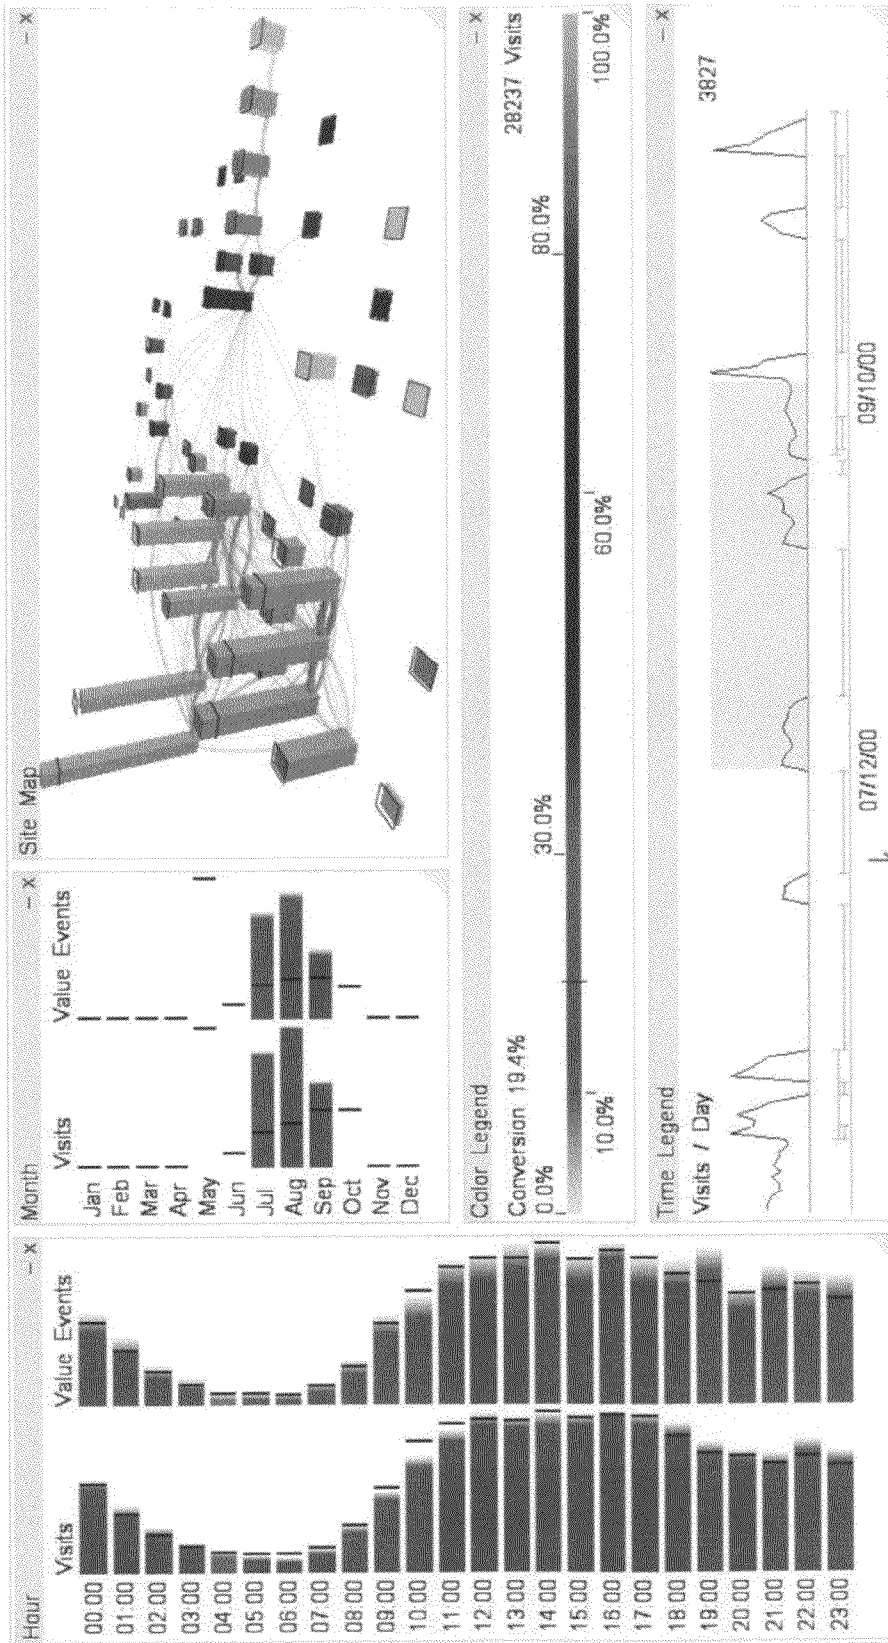 Hour – x
Visits Value Events
00:00
01:00
02:00
03:00
04:00
05:00
06:00
07:00
08:00
09:00
10:00
11:00
12:00
13:00
14:00
15:00
16:00
17:00
18:00
19:00
20:00
21:00
22:00
23:00
Month – x
Visits Value Events
Jan
Feb
Mar
Apr
May
Jun
Jul
Aug
Sep
Oct
Nov
Dec
Site Map – x
Color Legend – x
Conversion 19.4% 28237 Visits
0.0% 30.0% 80.0%
10.0% 60.0% 100.0%
Time Legend – x
Visits / Day 3827
07/12/00 09/10/00